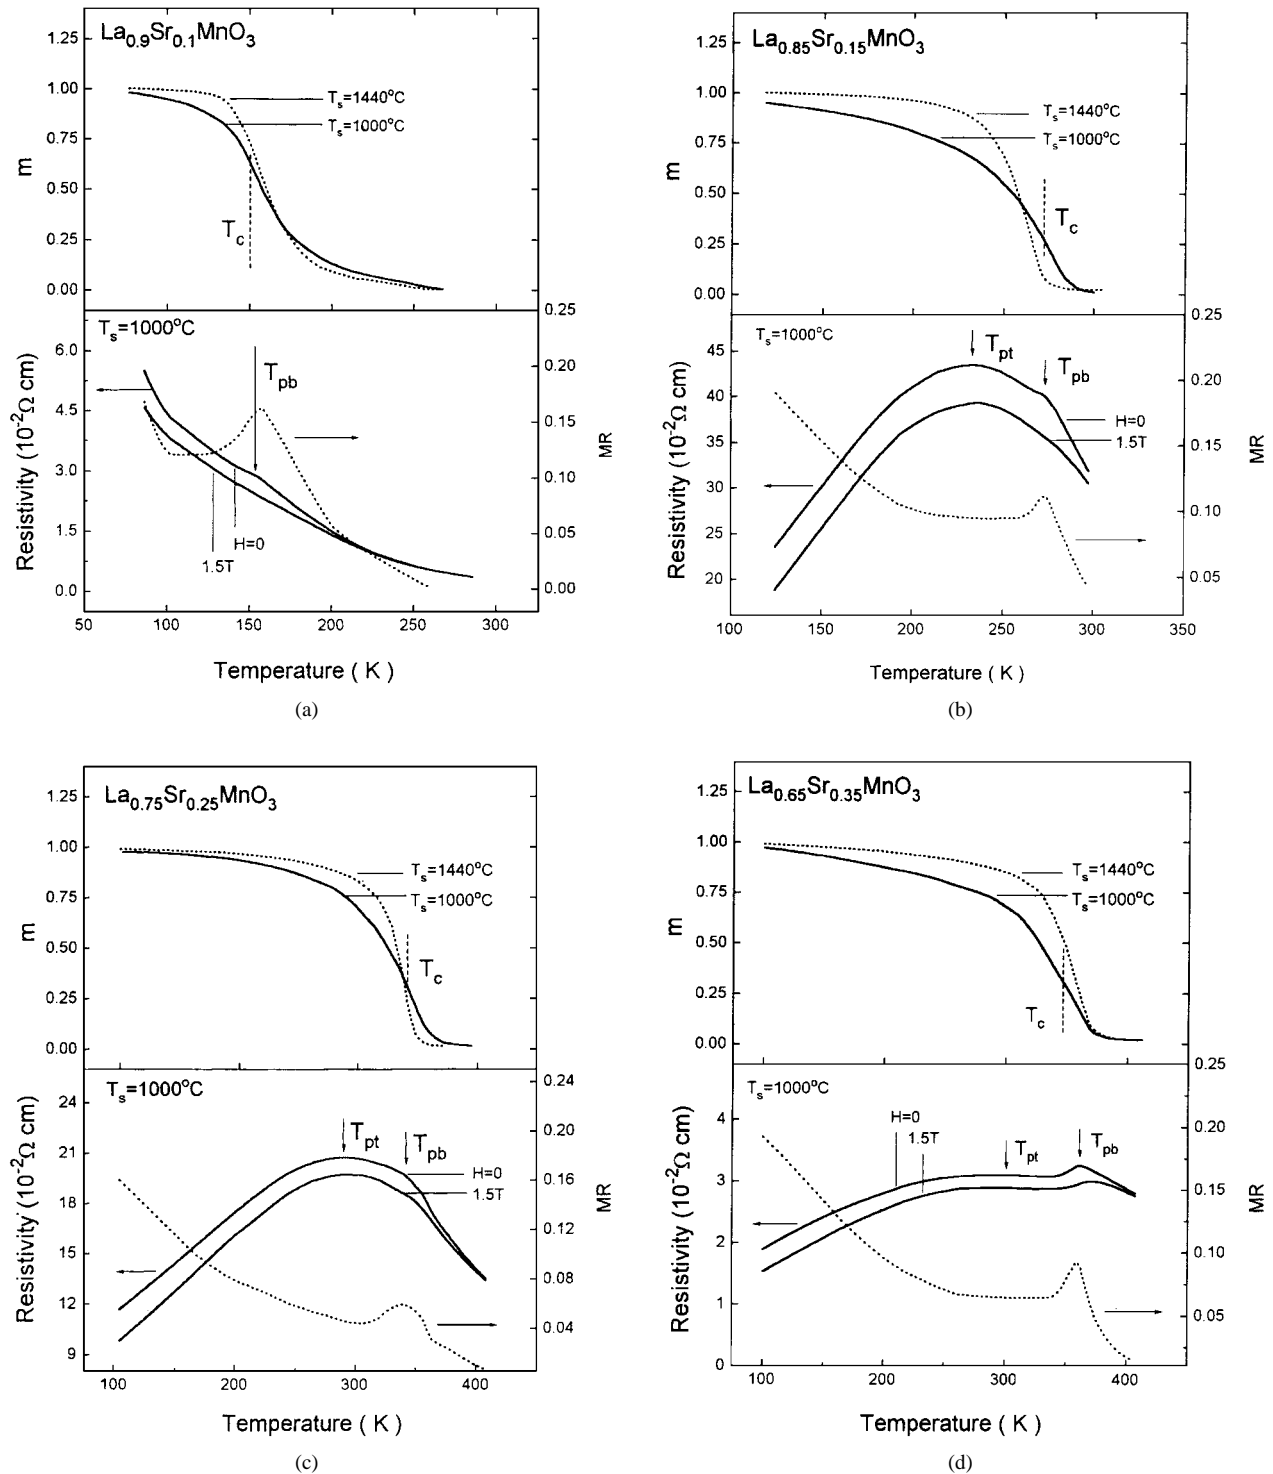 La0.9Sr0.1MnO3
1.25
1.00
0.75
0.50
0.25
0.00
m
Ts=1440°C
Ts=1000°C
Tc
Ts=1000°C
6.0
4.5
3.0
1.5
0.0
Resistivity (10-2Ω cm)
Tpb
H=0
1.5T
0.25
0.20
0.15
0.10
0.05
0.00
MR
50 100 150 200 250 300
Temperature ( K )
(a)
La0.85Sr0.15MnO3
1.25
1.00
0.75
0.50
0.25
0.00
m
Ts=1440°C
Ts=1000°C
Tc
Ts=1000°C
45
40
35
30
25
20
Resistivity (10-2Ω cm)
Tpt
Tpb
H=0
1.5T
0.25
0.20
0.15
0.10
0.05
MR
100 150 200 250 300 350
Temperature ( K )
(b)
La0.75Sr0.25MnO3
1.25
1.00
0.75
0.50
0.25
0.00
m
Ts=1440°C
Ts=1000°C
Tc
Ts=1000°C
24
21
18
15
12
9
Resistivity (10-2Ω cm)
Tpt
Tpb
H=0
1.5T
0.24
0.20
0.16
0.12
0.08
0.04
MR
100 200 300 400
Temperature ( K )
(c)
La0.65Sr0.35MnO3
1.25
1.00
0.75
0.50
0.25
0.00
m
Ts=1440°C
Ts=1000°C
Tc
Ts=1000°C
4
3
2
1
0
Resistivity (10-2Ω cm)
H=0
1.5T
Tpt
Tpb
0.25
0.20
0.15
0.10
0.05
MR
100 200 300 400
Temperature ( K )
(d)